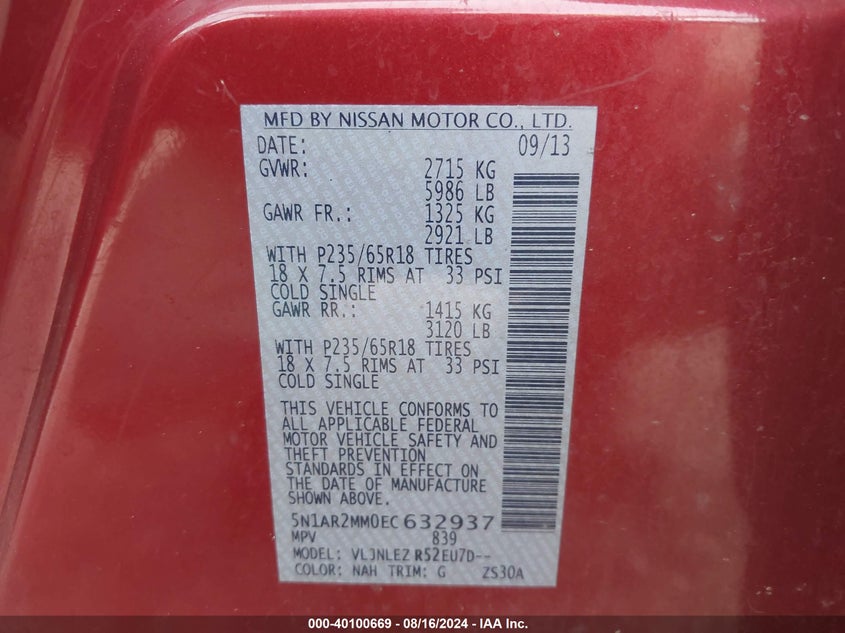 MFD BY NISSAN MOTOR CO., LTD.
DATE: 09/13
GVWR: 2715 KG
5986 LB
GAWR FR.: 1325 KG
2921 LB
WITH P235/65R18 TIRES
18 X 7.5 RIMS AT 33 PSI
COLD SINGLE
GAWR RR.: 1415 KG
3120 LB
WITH P235/65R18 TIRES
18 X 7.5 RIMS AT 33 PSI
COLD SINGLE
THIS VEHICLE CONFORMS TO
ALL APPLICABLE FEDERAL
MOTOR VEHICLE SAFETY AND
THEFT PREVENTION
STANDARDS IN EFFECT ON
THE DATE OF MANUFACTURE
SHOWN ABOVE.
5N1AR2MM0EC632937
MPV 839
MODEL: VLJNLEZ R52EU7D--
COLOR: NAH TRIM: G ZS30A
000-40100669 - 08/16/2024 - IAA Inc.